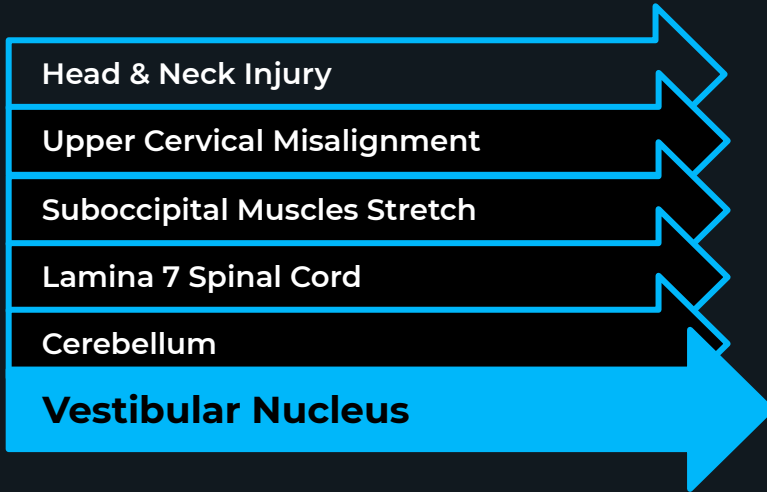 Head & Neck Injury
Upper Cervical Misalignment
Suboccipital Muscles Stretch
Lamina 7 Spinal Cord
Cerebellum
Vestibular Nucleus